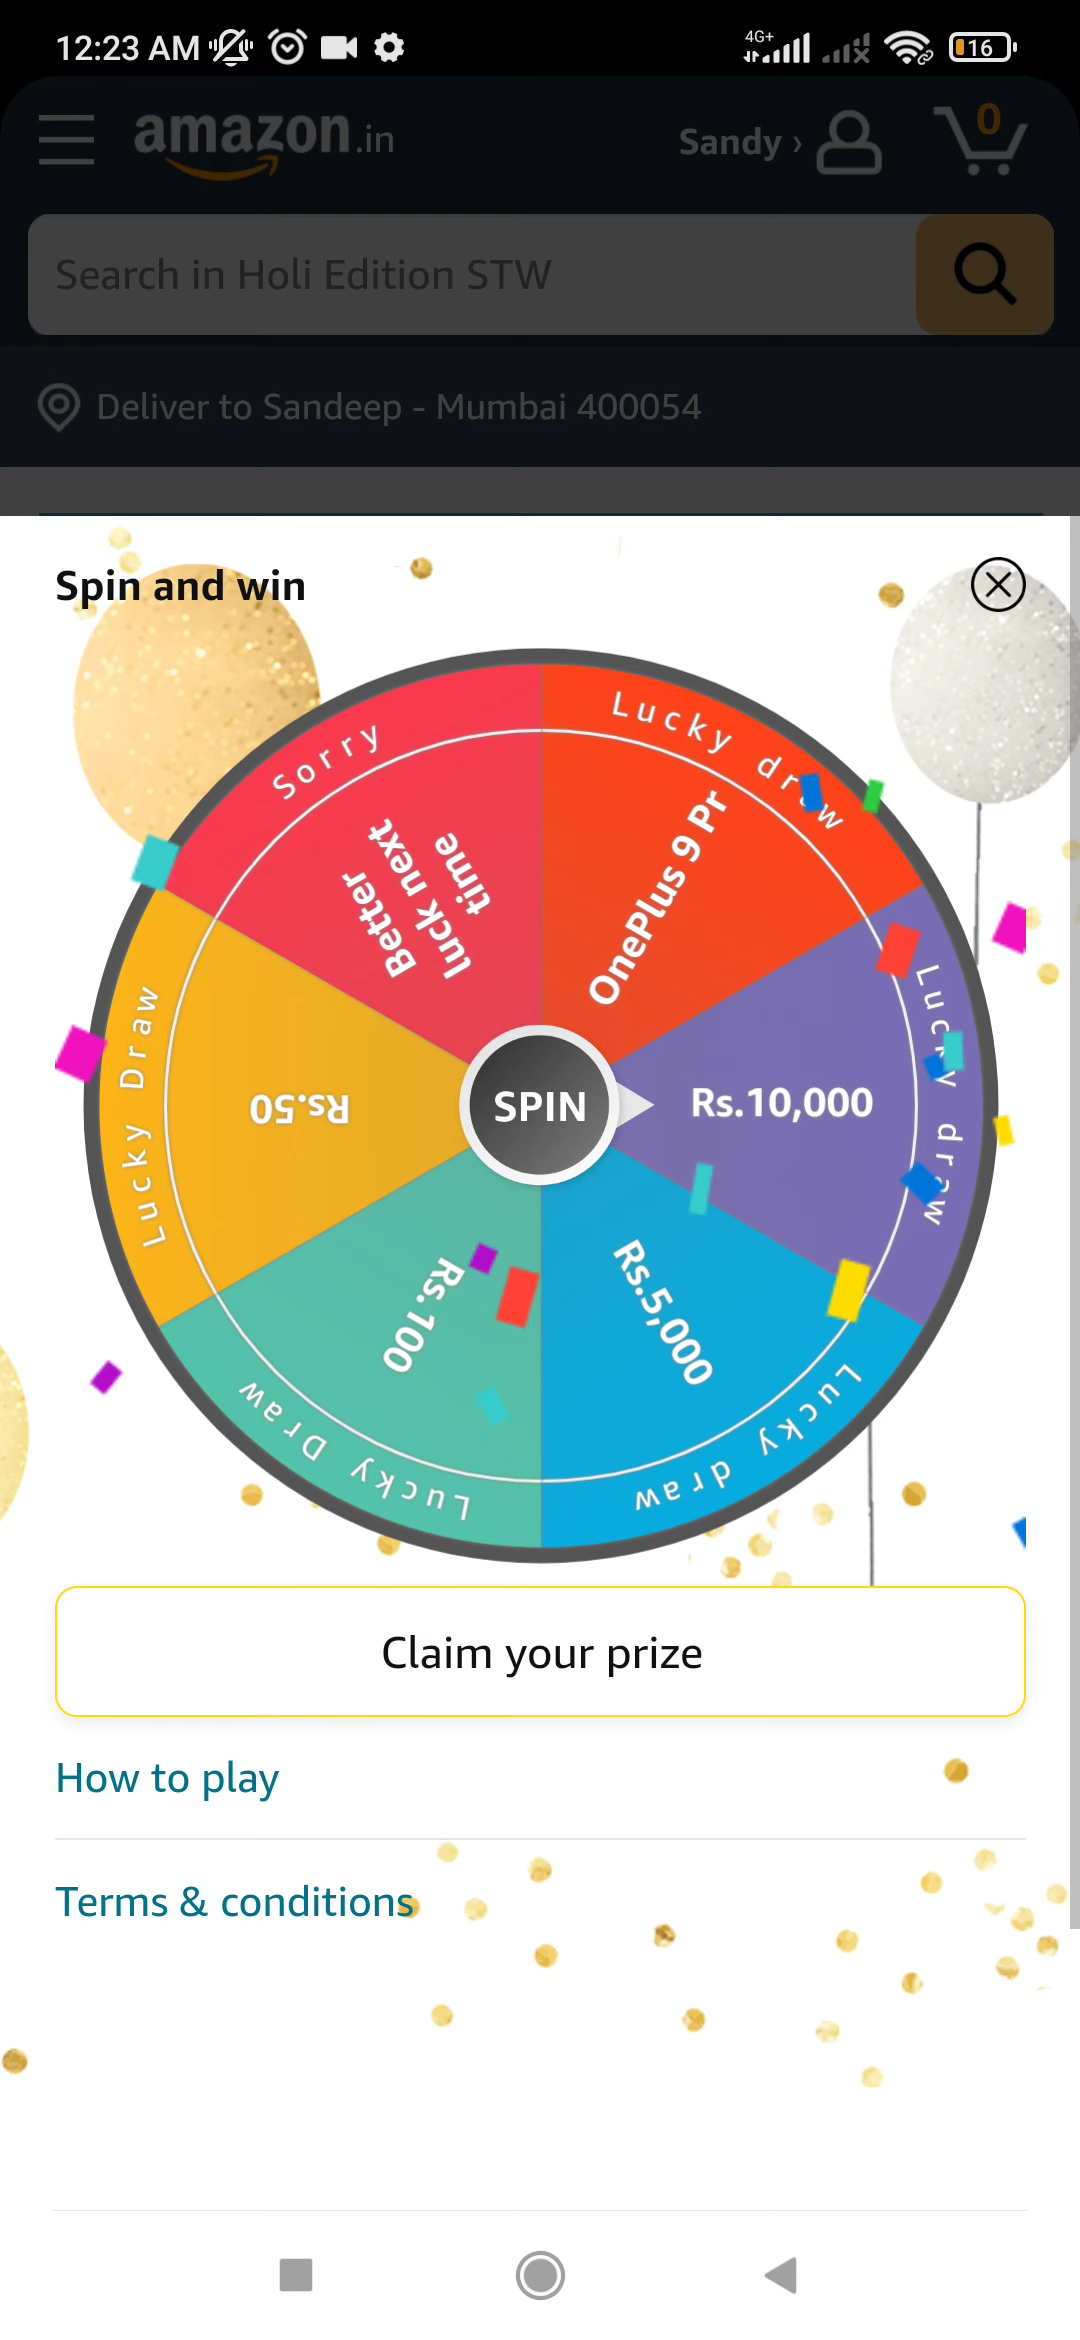 12:23 AM
4G+
16
amazon.in
Sandy ›
0
Search in Holi Edition STW
Deliver to Sandeep - Mumbai 400054
Spin and win
Sorry
Better
luck next
time
Lucky draw
OnePlus 9 Pr
Lucky draw
Rs.10,000
Lucky draw
Rs.5,000
Lucky Draw
Rs.100
Lucky Draw
Rs.50
SPIN
Claim your prize
How to play
Terms & conditions